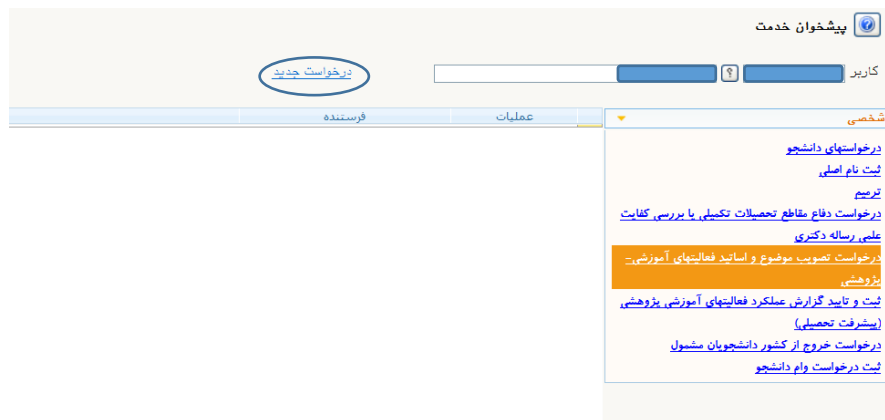 پیشخوان خدمت
کاربر ؟ درخواست جدید
شخصی عملیات فرستنده
درخواستهای دانشجو
ثبت نام اصلی
ترمیم
درخواست دفاع مقاطع تحصیلات تکمیلی یا بررسی کفایت
علمی رساله دکتری
درخواست تصویب موضوع و اساتید فعالیتهای آموزشی-
پژوهشی
ثبت و تایید گزارش عملکرد فعالیتهای آموزشی پژوهشی
(پیشرفت تحصیلی)
درخواست خروج از کشور دانشجویان مشمول
ثبت درخواست وام دانشجو